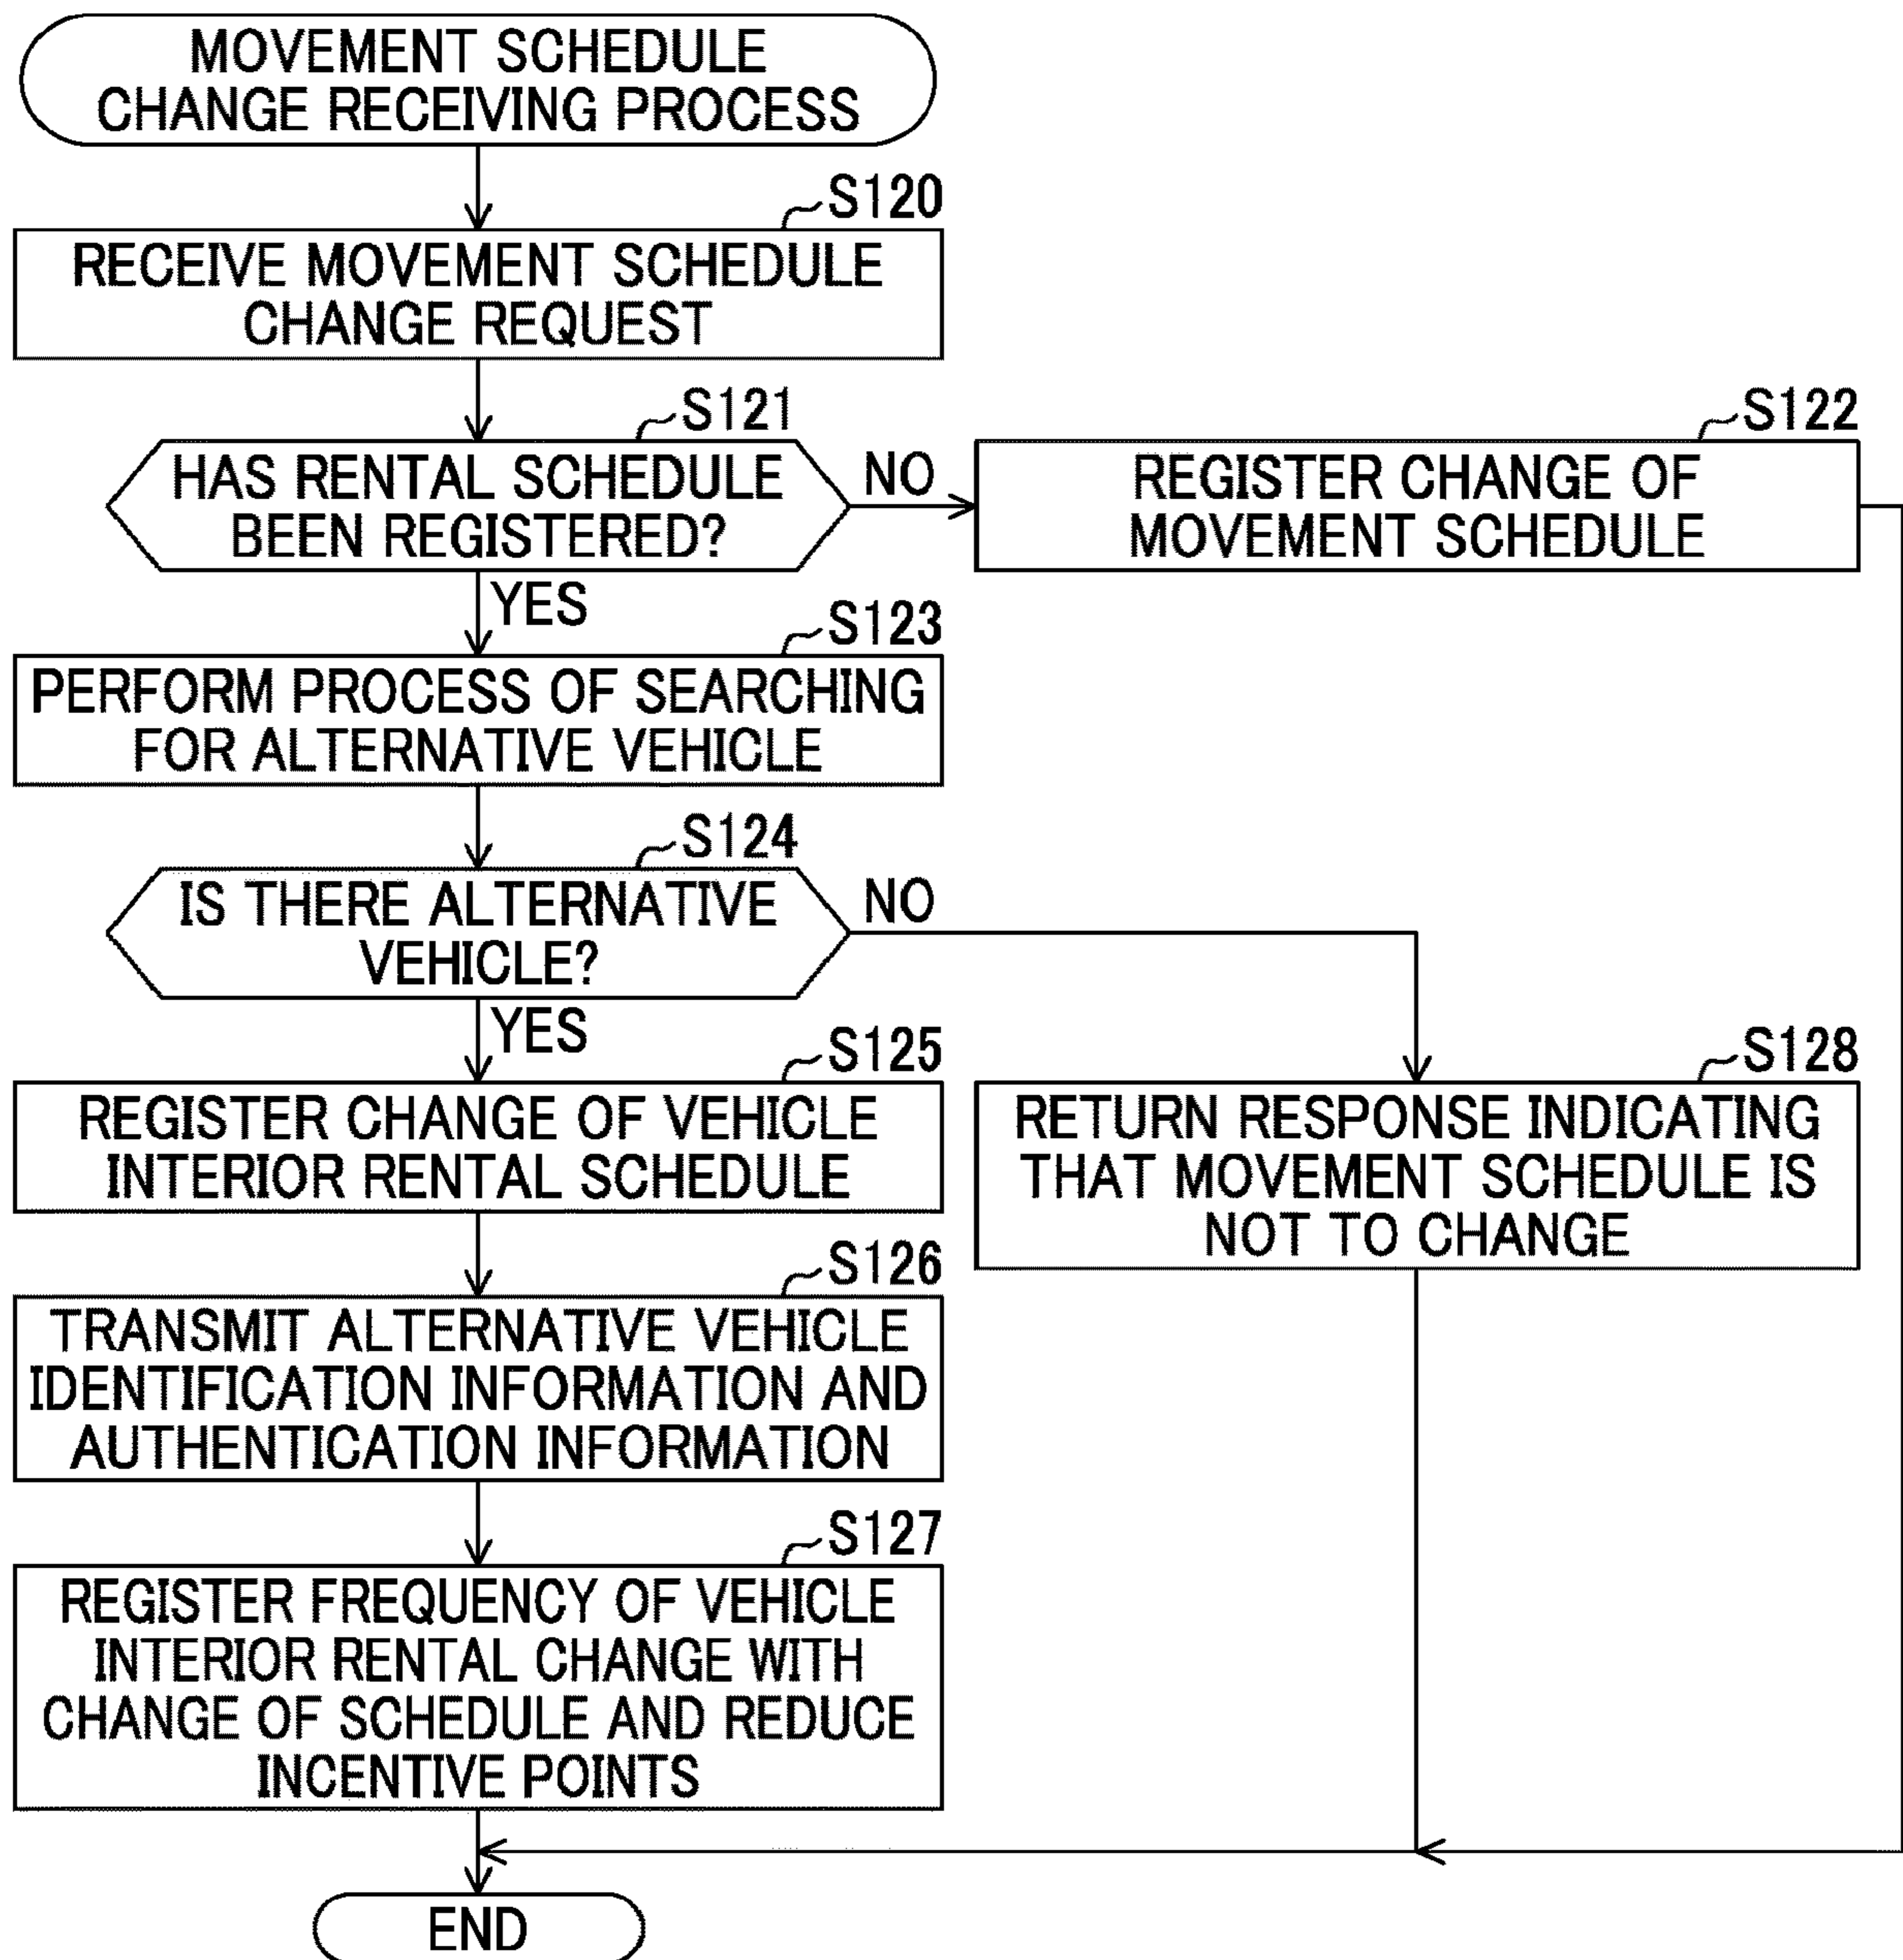 MOVEMENT SCHEDULE
CHANGE RECEIVING PROCESS
S120
RECEIVE MOVEMENT SCHEDULE
CHANGE REQUEST
S121
HAS RENTAL SCHEDULE
BEEN REGISTERED?
NO
S122
REGISTER CHANGE OF
MOVEMENT SCHEDULE
YES
S123
PERFORM PROCESS OF SEARCHING
FOR ALTERNATIVE VEHICLE
S124
IS THERE ALTERNATIVE
VEHICLE?
NO
YES
S125
REGISTER CHANGE OF VEHICLE
INTERIOR RENTAL SCHEDULE
S128
RETURN RESPONSE INDICATING
THAT MOVEMENT SCHEDULE IS
NOT TO CHANGE
S126
TRANSMIT ALTERNATIVE VEHICLE
IDENTIFICATION INFORMATION AND
AUTHENTICATION INFORMATION
S127
REGISTER FREQUENCY OF VEHICLE
INTERIOR RENTAL CHANGE WITH
CHANGE OF SCHEDULE AND REDUCE
INCENTIVE POINTS
END